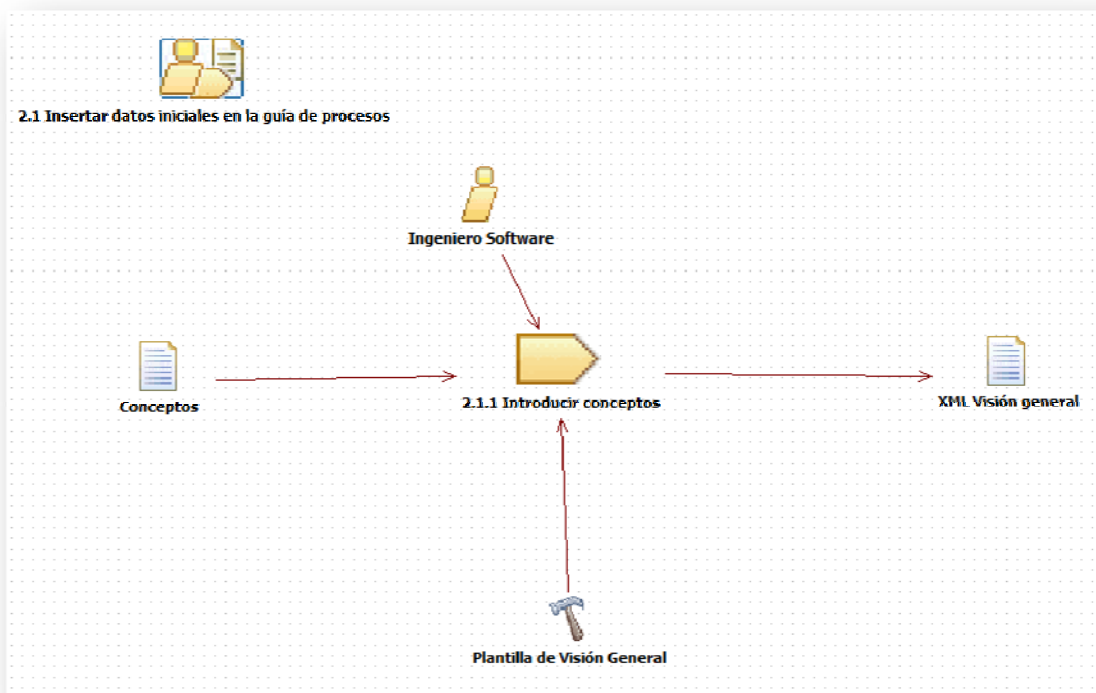 2.1 Insertar datos iniciales en la guía de procesos
Ingeniero Software
Conceptos
2.1.1 Introducir conceptos
XML Visión general
Plantilla de Visión General